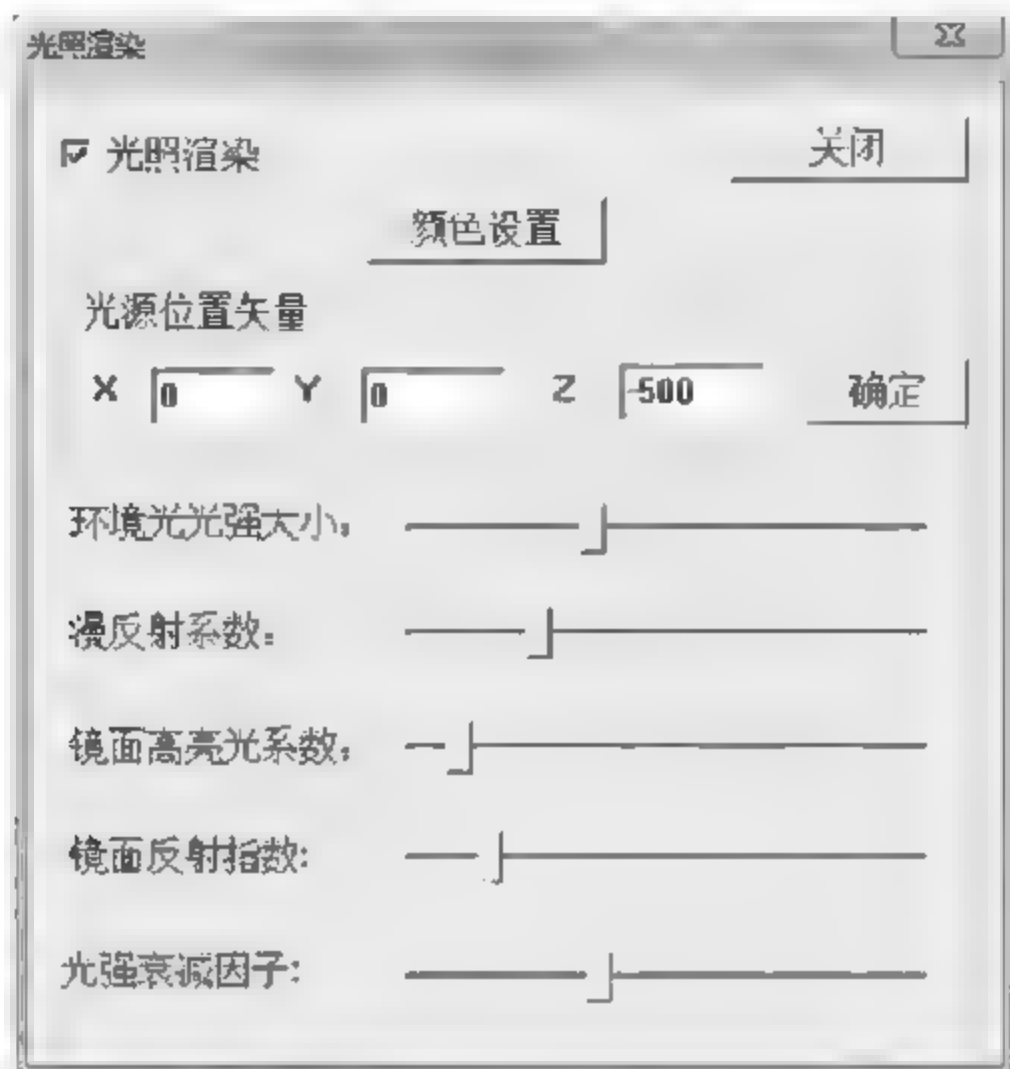 光照渲染
光照渲染 关闭
颜色设置
光源位置矢量
X 0 Y 0 Z -500 确定
环境光光强大小:
漫反射系数:
镜面高亮光系数:
镜面反射指数:
光强衰减因子: